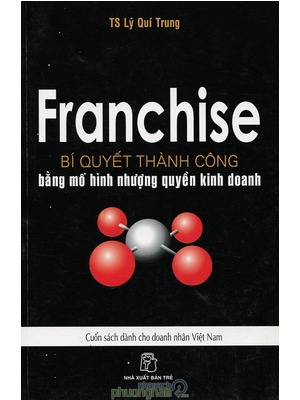 TS Lý Quí Trung
Franchise
BÍ QUYẾT THÀNH CÔNG
bằng mô hình nhượng quyền kinh doanh
Cuốn sách dành cho doanh nhân Việt Nam
NHÀ XUẤT BẢN TRẺ